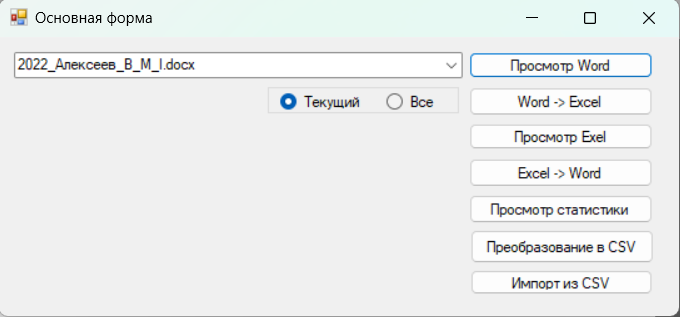 Основная форма
2022_Алексеев_В_М_I.docx
Просмотр Word
Текущий
Все
Word -> Excel
Просмотр Exel
Excel -> Word
Просмотр статистики
Преобразование в CSV
Импорт из CSV